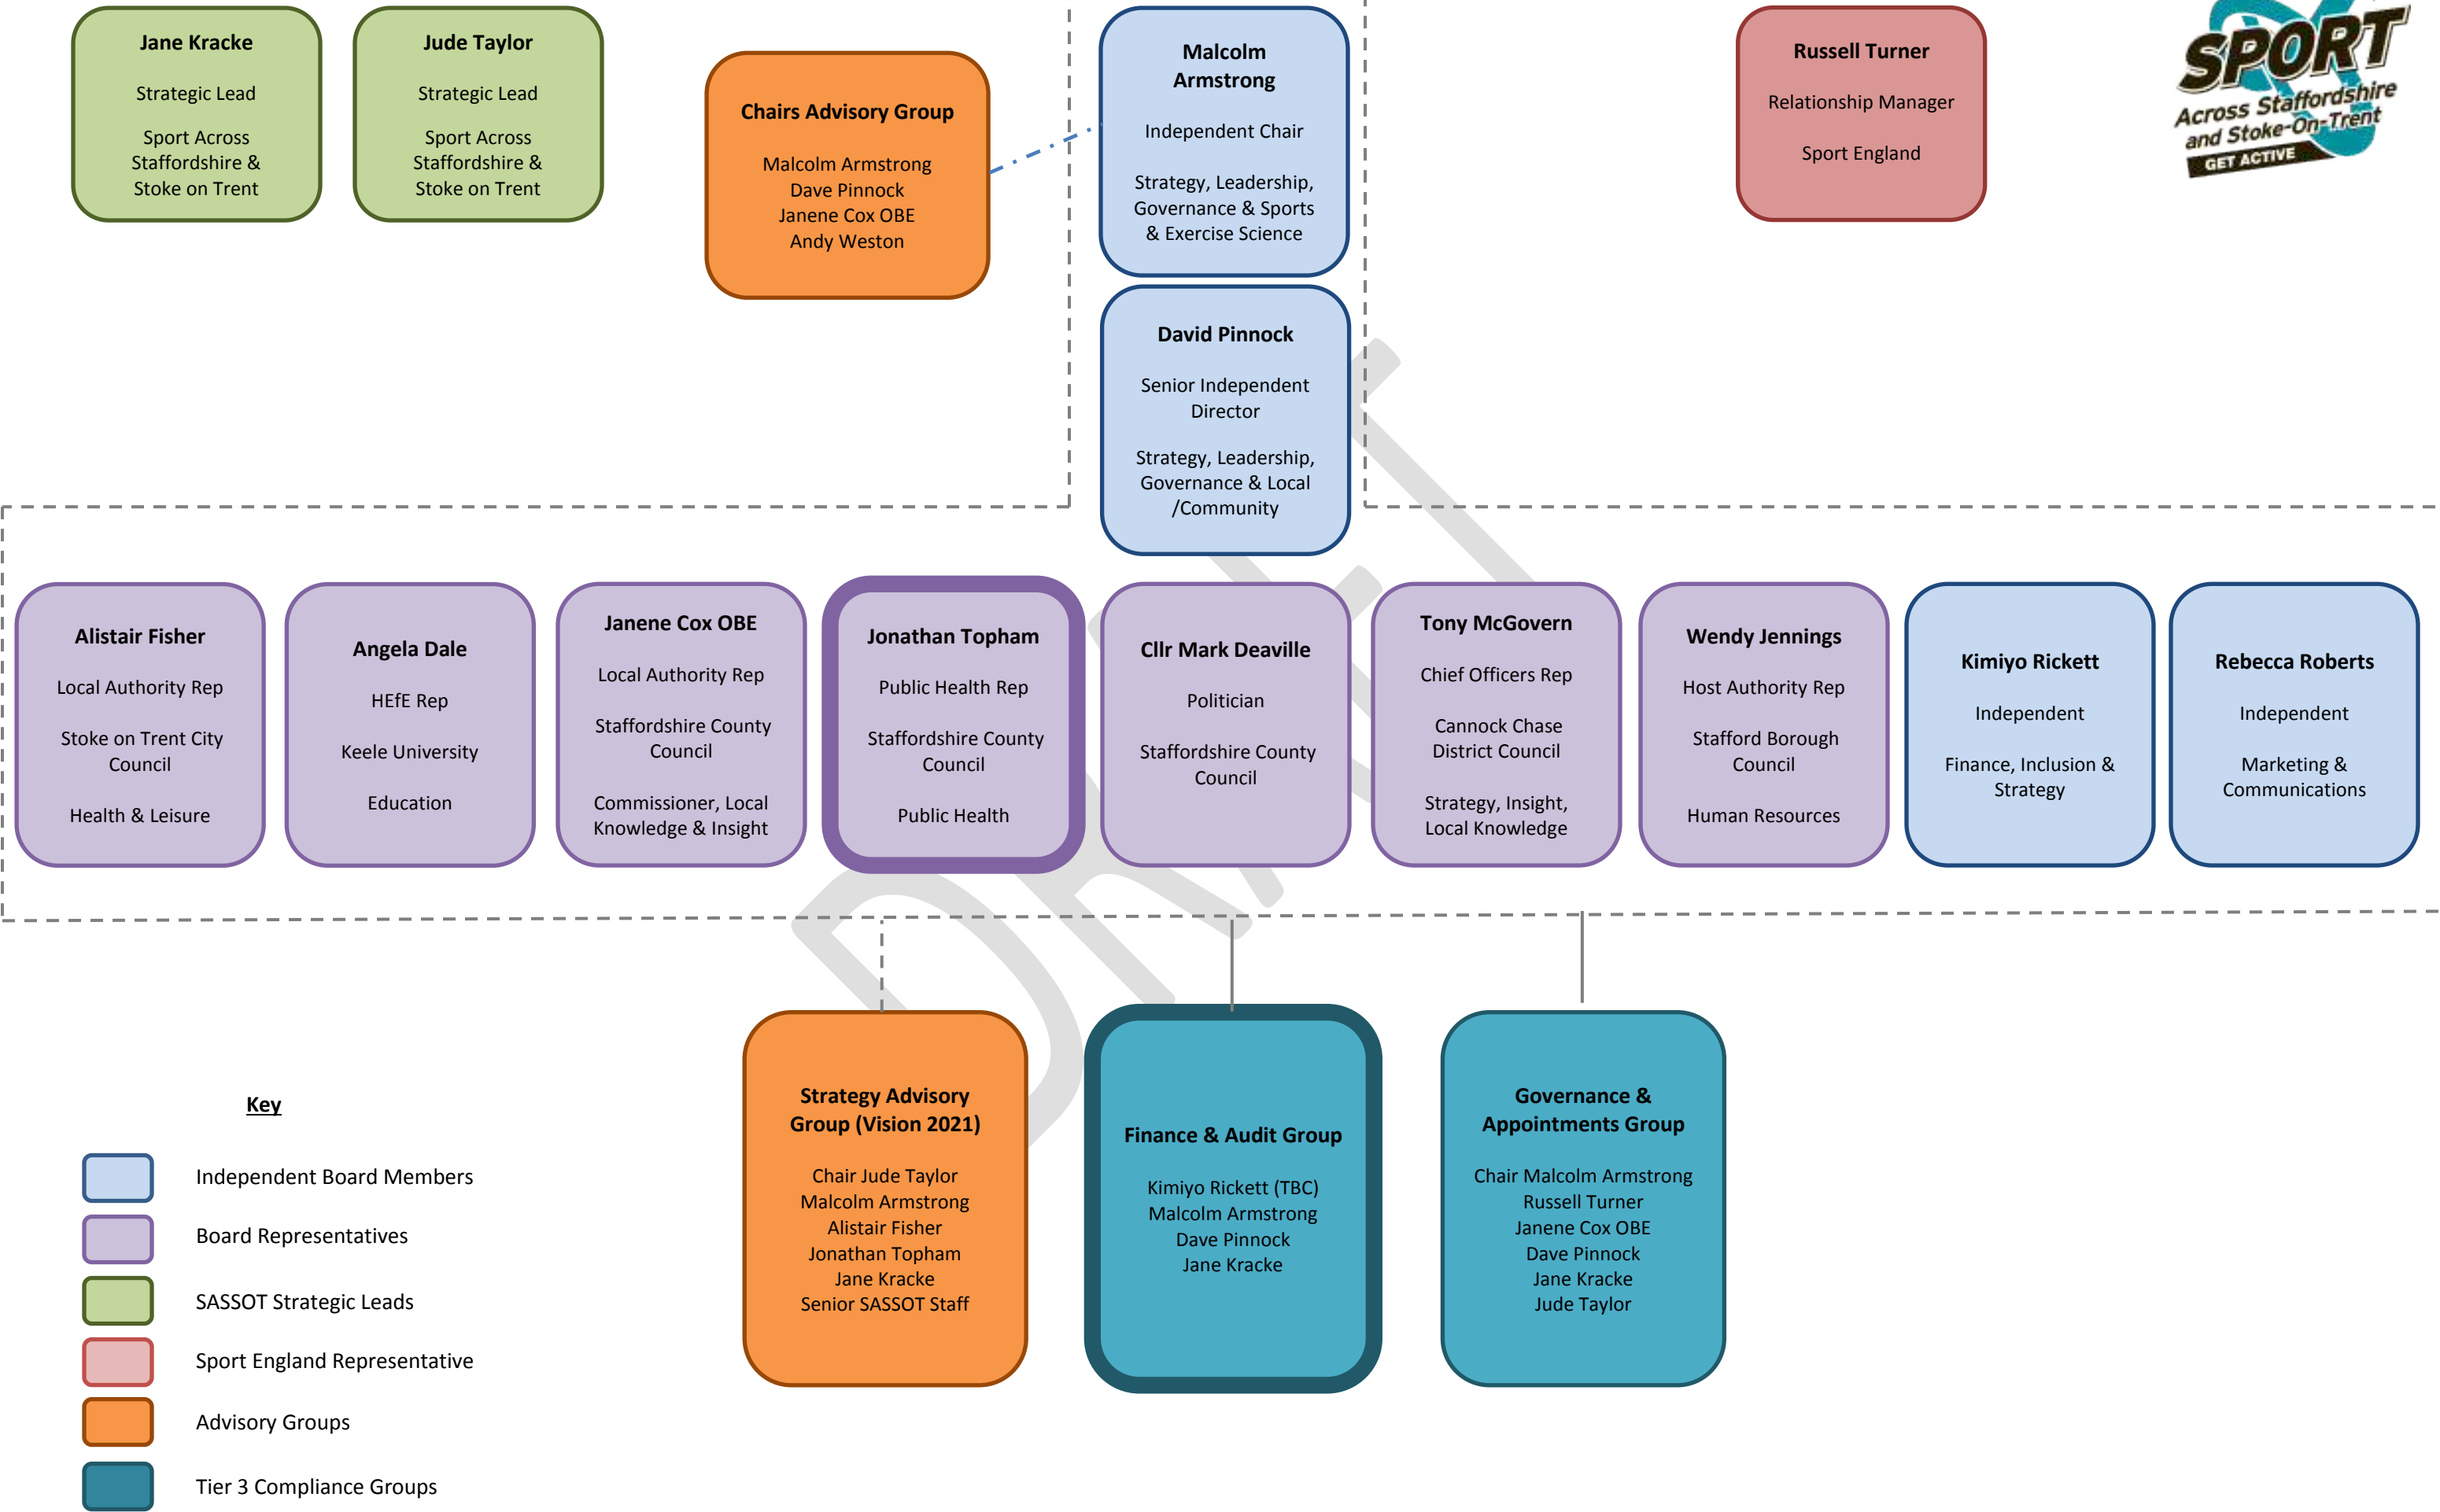 Jane Kracke
Strategic Lead
Sport Across
Staffordshire &
Stoke on Trent
Jude Taylor
Strategic Lead
Sport Across
Staffordshire &
Stoke on Trent
Chairs Advisory Group
Malcolm Armstrong
Dave Pinnock
Janene Cox OBE
Andy Weston
Malcolm
Armstrong
Independent Chair
Strategy, Leadership,
Governance & Sports
& Exercise Science
Russell Turner
Relationship Manager
Sport England
SPORT
Across Staffordshire
and Stoke-On-Trent
GET ACTIVE
David Pinnock
Senior Independent
Director
Strategy, Leadership,
Governance & Local
/Community
DRAFT
Alistair Fisher
Local Authority Rep
Stoke on Trent City
Council
Health & Leisure
Angela Dale
HEfE Rep
Keele University
Education
Janene Cox OBE
Local Authority Rep
Staffordshire County
Council
Commissioner, Local
Knowledge & Insight
Jonathan Topham
Public Health Rep
Staffordshire County
Council
Public Health
Cllr Mark Deaville
Politician
Staffordshire County
Council
Tony McGovern
Chief Officers Rep
Cannock Chase
District Council
Strategy, Insight,
Local Knowledge
Wendy Jennings
Host Authority Rep
Stafford Borough
Council
Human Resources
Kimiyo Rickett
Independent
Finance, Inclusion &
Strategy
Rebecca Roberts
Independent
Marketing &
Communications
Strategy Advisory
Group (Vision 2021)
Chair Jude Taylor
Malcolm Armstrong
Alistair Fisher
Jonathan Topham
Jane Kracke
Senior SASSOT Staff
Finance & Audit Group
Kimiyo Rickett (TBC)
Malcolm Armstrong
Dave Pinnock
Jane Kracke
Governance &
Appointments Group
Chair Malcolm Armstrong
Russell Turner
Janene Cox OBE
Dave Pinnock
Jane Kracke
Jude Taylor
Key
Independent Board Members
Board Representatives
SASSOT Strategic Leads
Sport England Representative
Advisory Groups
Tier 3 Compliance Groups